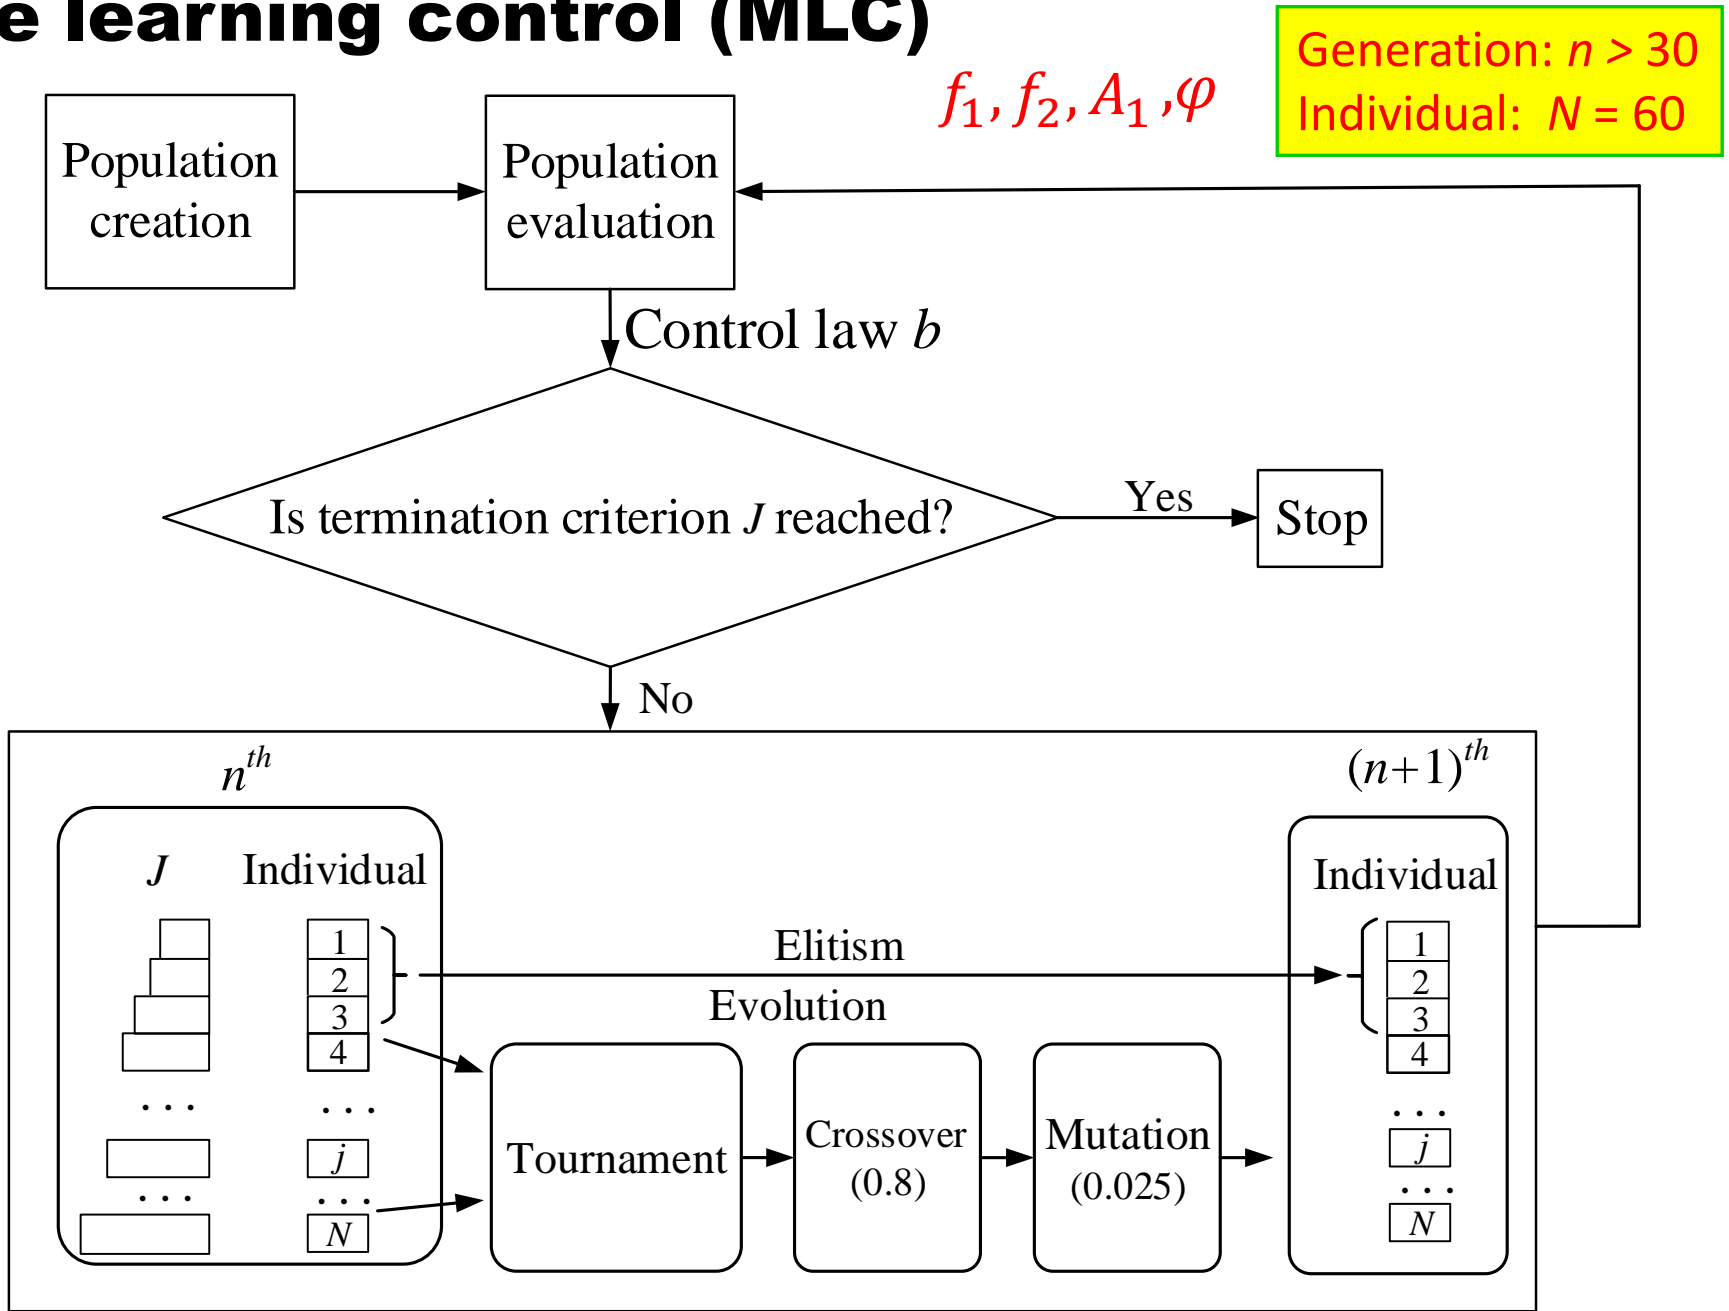 e learning control (MLC)
f₁, f₂, A₁ ,φ
Generation: n > 30
Individual: N = 60
Population
creation
Population
evaluation
Control law b
Is termination criterion J reached?
Yes
Stop
No
nᵗʰ
(n+1)ᵗʰ
J
Individual
1
2
3
4
. . .
j
. . .
N
. . .
. . .
Elitism
Evolution
Tournament
Crossover
(0.8)
Mutation
(0.025)
Individual
1
2
3
4
. . .
j
. . .
N